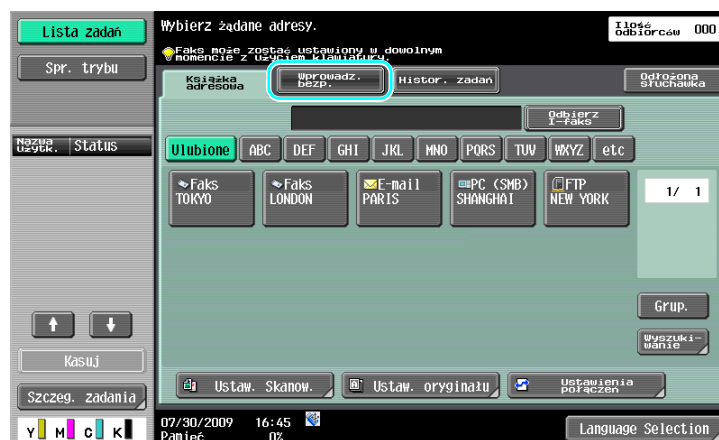 Lista zadań
Spr. trybu
Nazwa użytk.
Status
Kasuj
Szczeg. zadania
Y M C K
Wybierz żądane adresy.
Faks może zostać ustawiony w dowolnym
momencie z użyciem klawiatury.
Ilość
odbiorców
000
Książka
adresowa
Wprowadz.
bezp.
Histor. zadań
Odłożona
słuchawka
Odbierz
I-faks
Ulubione ABC DEF GHI JKL MNO PQRS TUV WXYZ etc
Faks
TOKYO
Faks
LONDON
E-mail
PARIS
PC (SMB)
SHANGHAI
FTP
NEW YORK
1/ 1
Grup.
Wyszuki-
wanie
Ustaw. Skanow.
Ustaw. oryginału
Ustawienia
połączeń
07/30/2009 16:45
Pamięć 0%
Language Selection